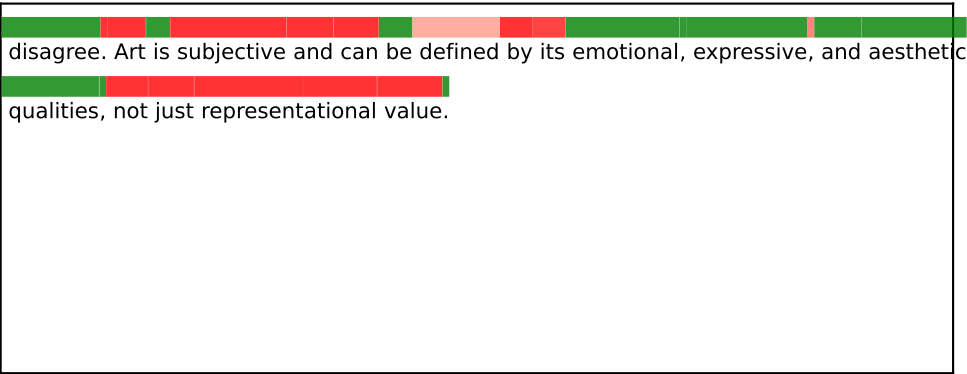 disagree. Art is subjective and can be defined by its emotional, expressive, and aesthetic
qualities, not just representational value.